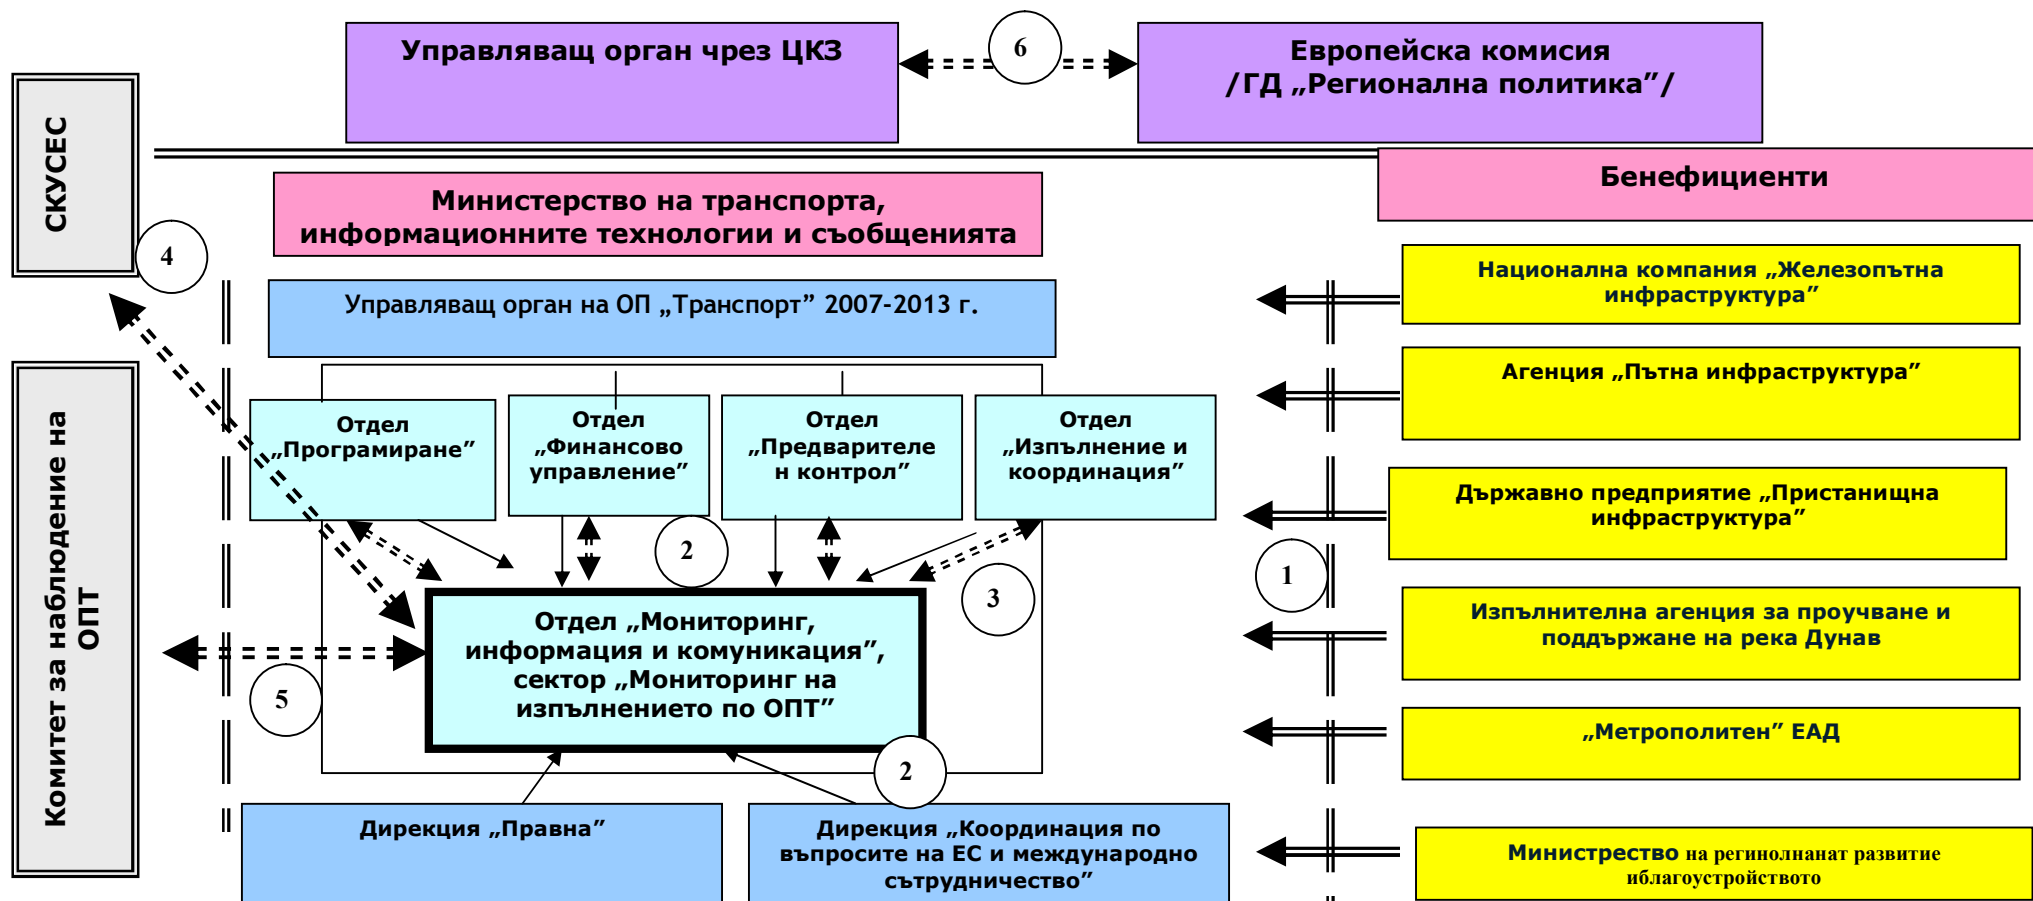 Управляващ орган чрез ЦКЗ
6
Европейска комисия
/ГД „Регионална политика”/
СКУСЕС
Министерство на транспорта,
информационните технологии и съобщенията
Бенефициенти
4
Управляващ орган на ОП „Транспорт” 2007-2013 г.
Национална компания „Железопътна
инфраструктура”
Агенция „Пътна инфраструктура”
Отдел
„Програмиране”
Отдел
„Финансово
управление”
Отдел
„Предварителе
н контрол”
Отдел
„Изпълнение и
координация”
Държавно предприятие „Пристанищна
инфраструктура”
2
3
1
Комитет за наблюдение на
ОПТ
Отдел „Мониторинг,
информация и комуникация”,
сектор „Мониторинг на
изпълнението по ОПТ”
Изпълнителна агенция за проучване и
поддържане на река Дунав
5
„Метрополитен” ЕАД
2
Дирекция „Правна”
Дирекция „Координация по
въпросите на ЕС и международно
сътрудничество”
Министрество на региналнанат развитие
иблагоустройството